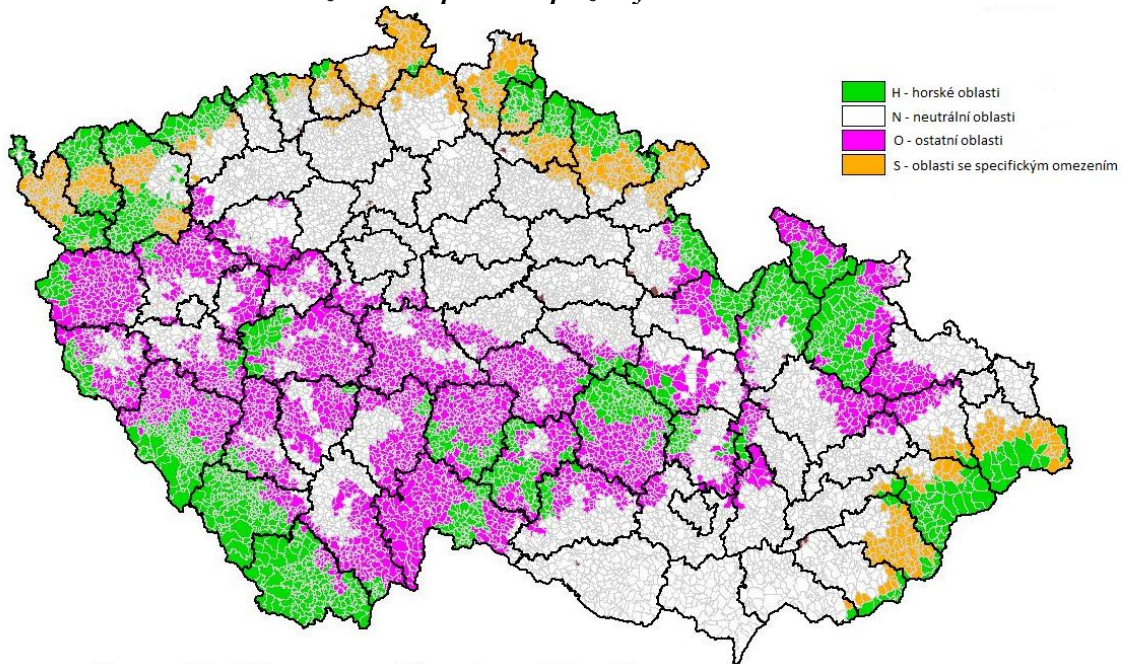 H - horské oblasti
N - neutrální oblasti
O - ostatní oblasti
S - oblasti se specifickým omezením